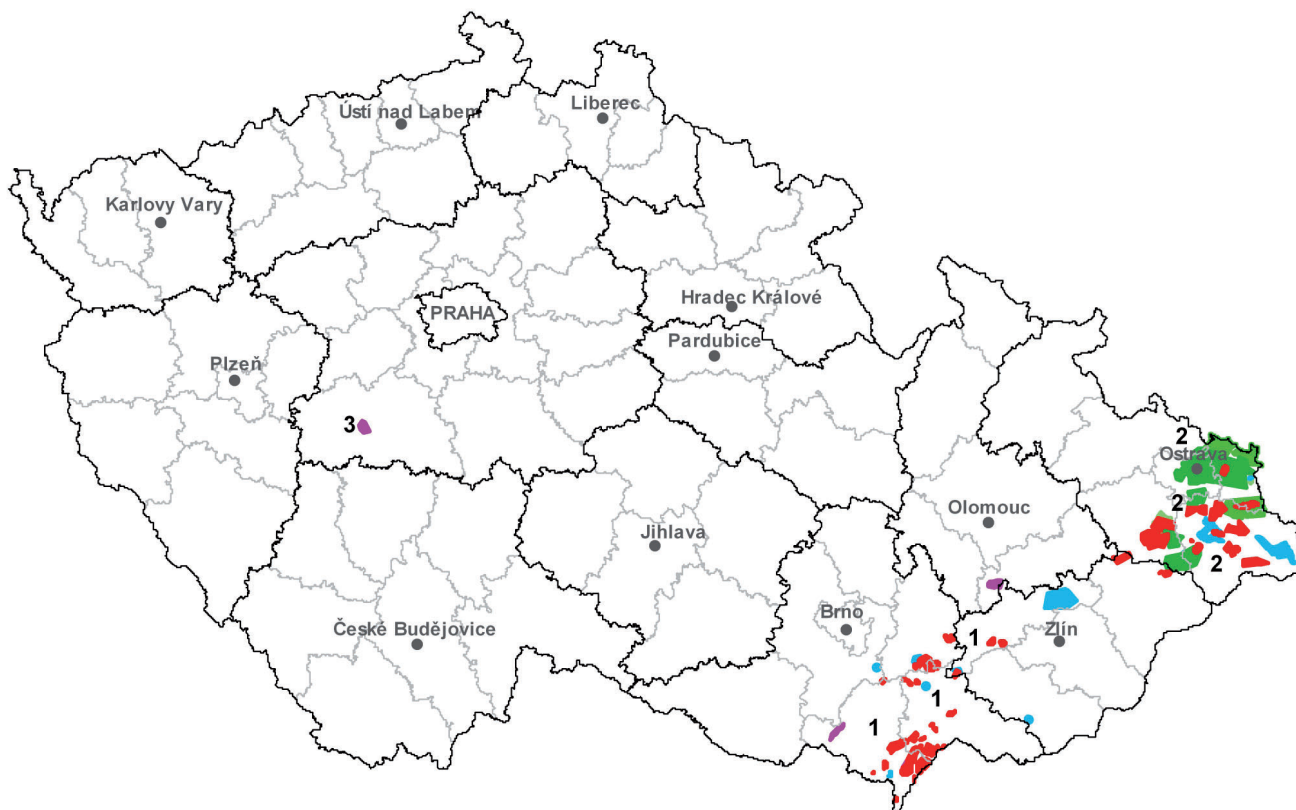 Ústí nad Labem
Liberec
Karlovy Vary
PRAHA
Hradec Králové
Pardubice
Plzeň
3
2
Ostrava
2
Olomouc
Jihlava
2
Brno
České Budějovice
1
Zlín
1
1